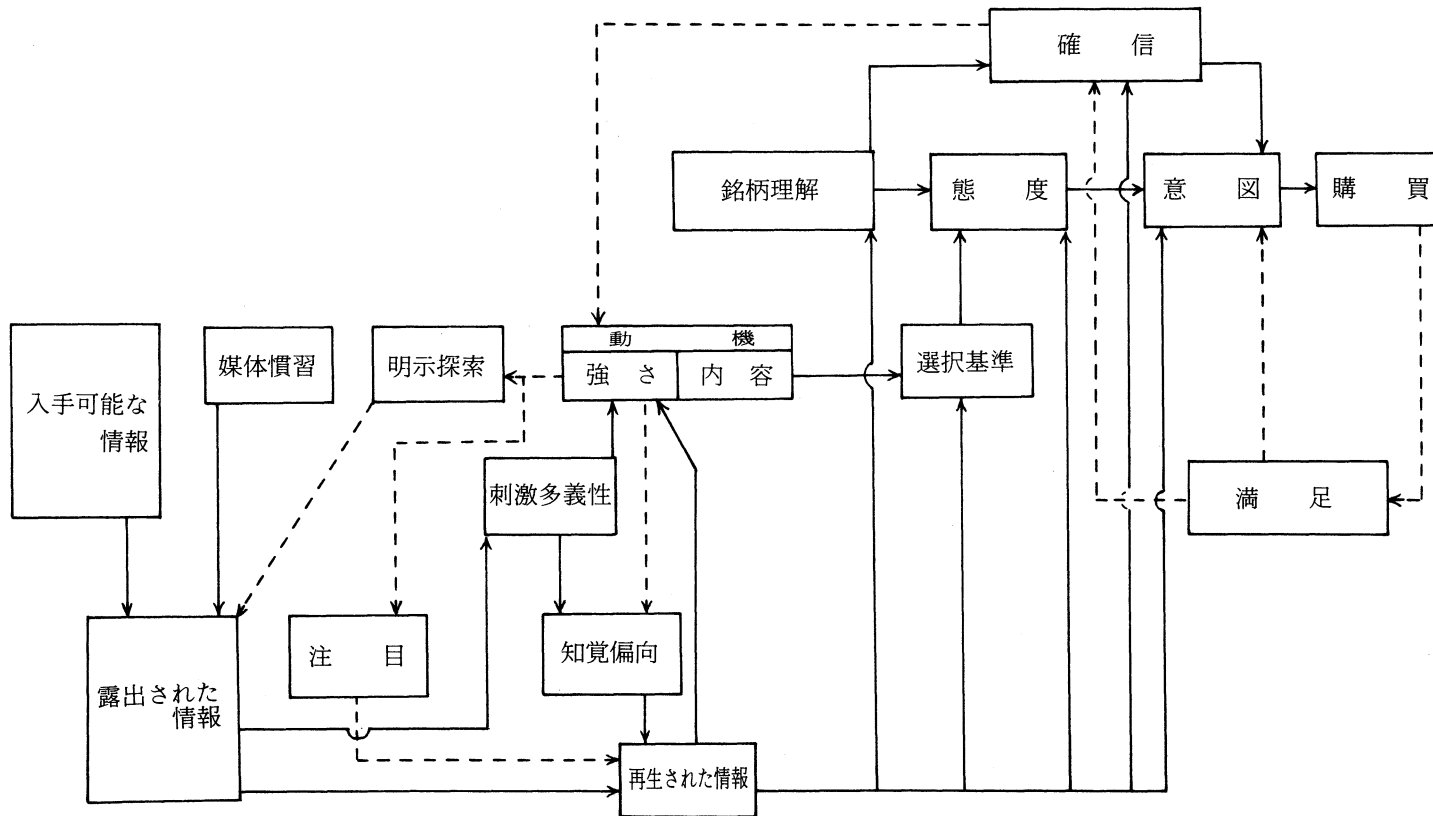 確信
銘柄理解
態度
意図
購買
入手可能な
情報
媒体慣習
明示探索
動機
強さ
内容
選択基準
刺激多義性
満足
注目
知覚偏向
露出された
情報
再生された情報